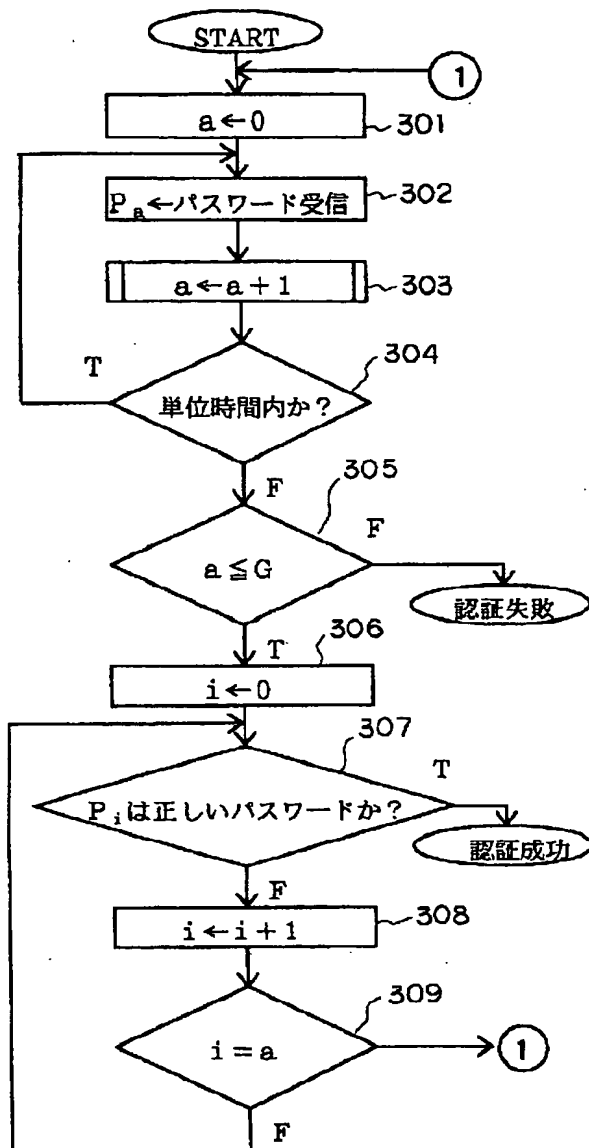 START
1
a←0
301
Pa←パスワード受信
302
a←a+1
303
304
T
単位時間内か?
F
305
F
a≦G
認証失敗
T
306
i←0
307
T
Piは正しいパスワードか?
認証成功
F
i←i+1
308
309
i=a
1
F